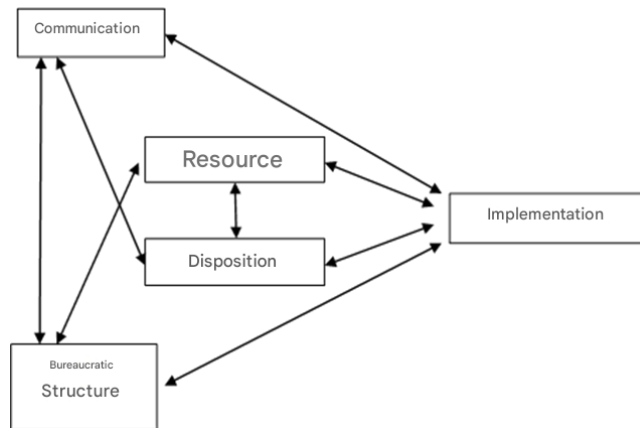 Communication
Resource
Implementation
Disposition
Bureaucratic
Structure